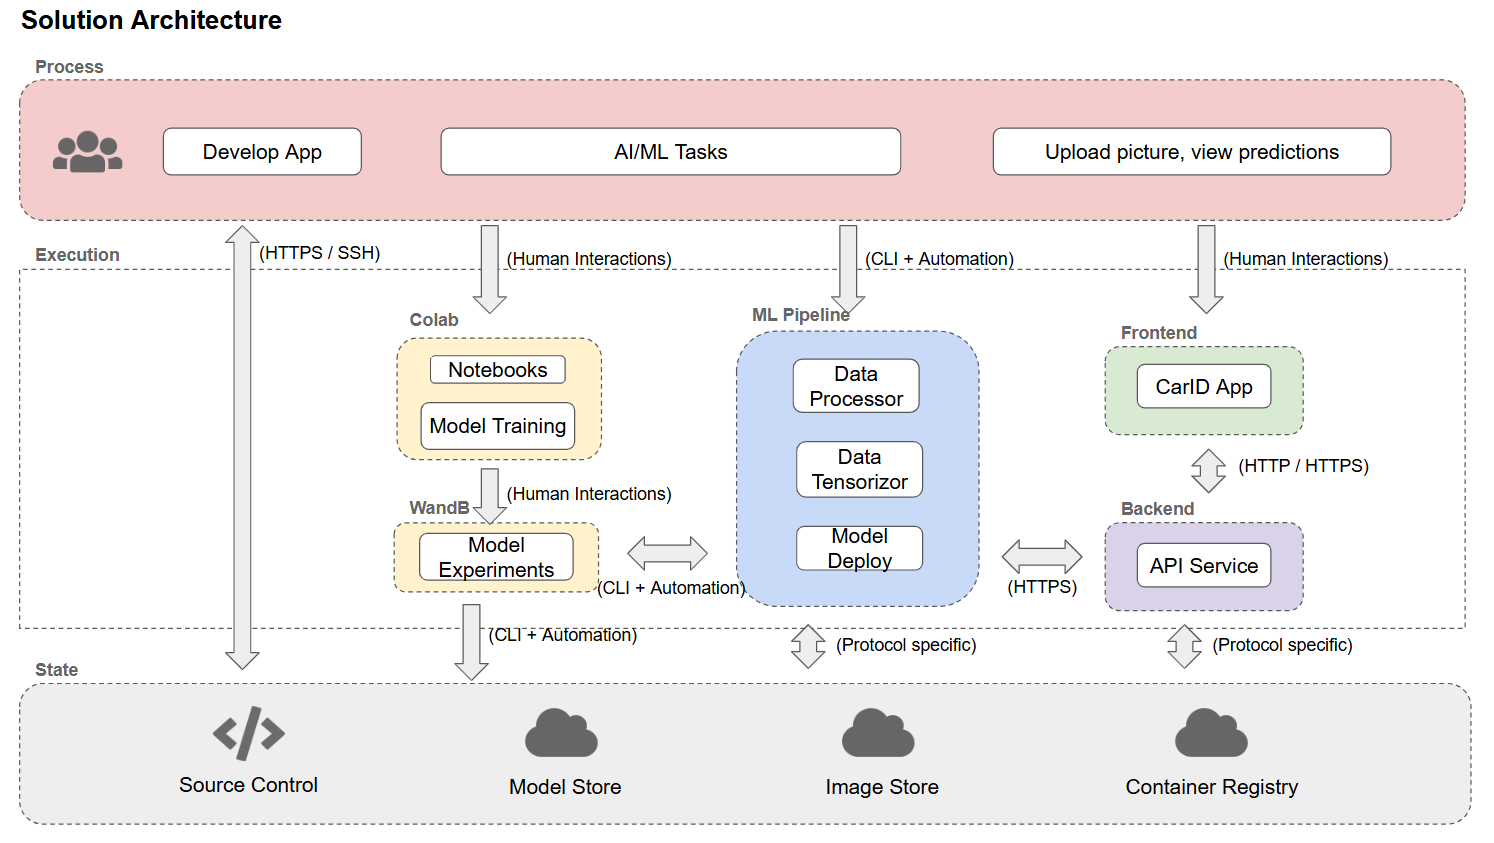 Solution Architecture
Process
Develop App
AI/ML Tasks
Upload picture, view predictions
Execution
(HTTPS / SSH)
(Human Interactions)
(CLI + Automation)
(Human Interactions)
Colab
Notebooks
Model Training
(Human Interactions)
WandB
Model
Experiments
(CLI + Automation)
(CLI + Automation)
ML Pipeline
Data
Processor
Data
Tensorizor
Model
Deploy
(HTTPS)
Frontend
CarID App
(HTTP / HTTPS)
Backend
API Service
(Protocol specific)
(Protocol specific)
State
Source Control
Model Store
Image Store
Container Registry